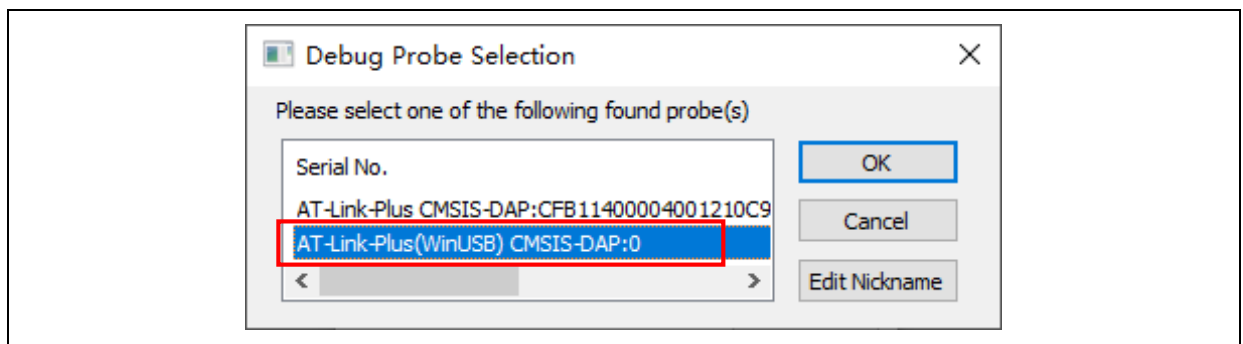 Debug Probe Selection
Please select one of the following found probe(s)
Serial No.
AT-Link-Plus CMSIS-DAP:CFB11400004001210C9
AT-Link-Plus(WinUSB) CMSIS-DAP:0
OK
Cancel
Edit Nickname